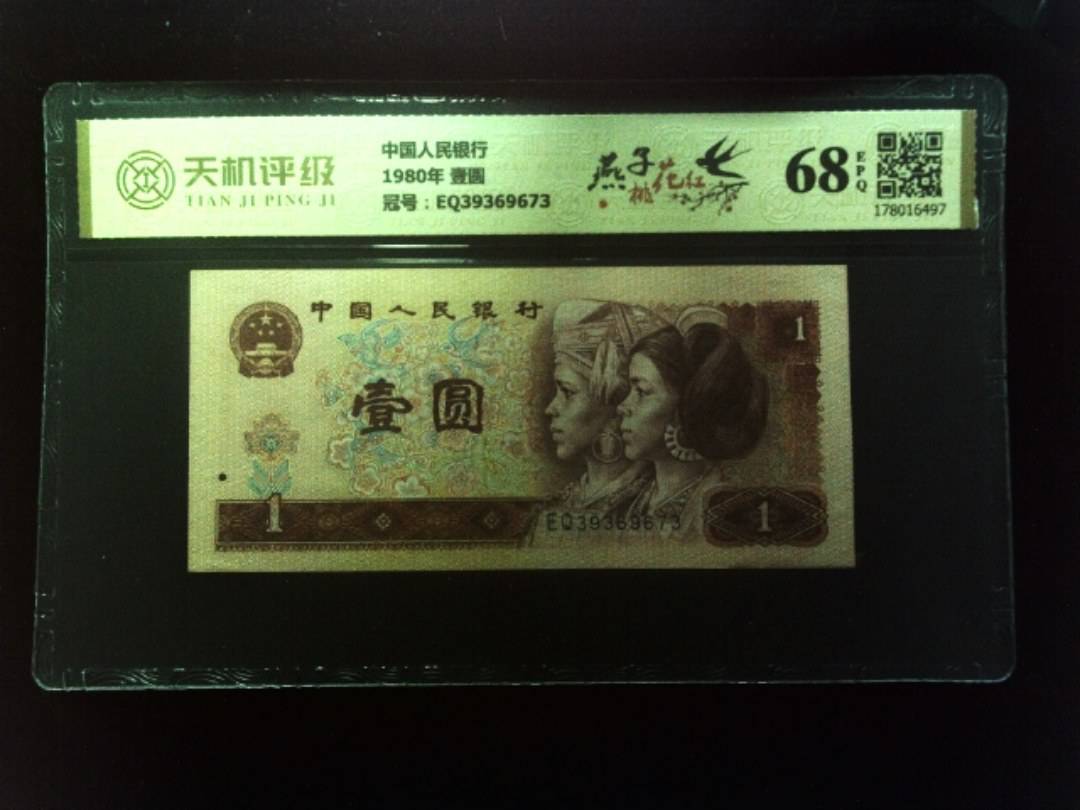 天机评级
TIAN JI PING JI
中国人民银行
1980年 壹圆
冠号：EQ39369673
燕子
桃花红
68
EPQ
178016497
中国人民银行
1
壹圆
1
EQ39369673
1